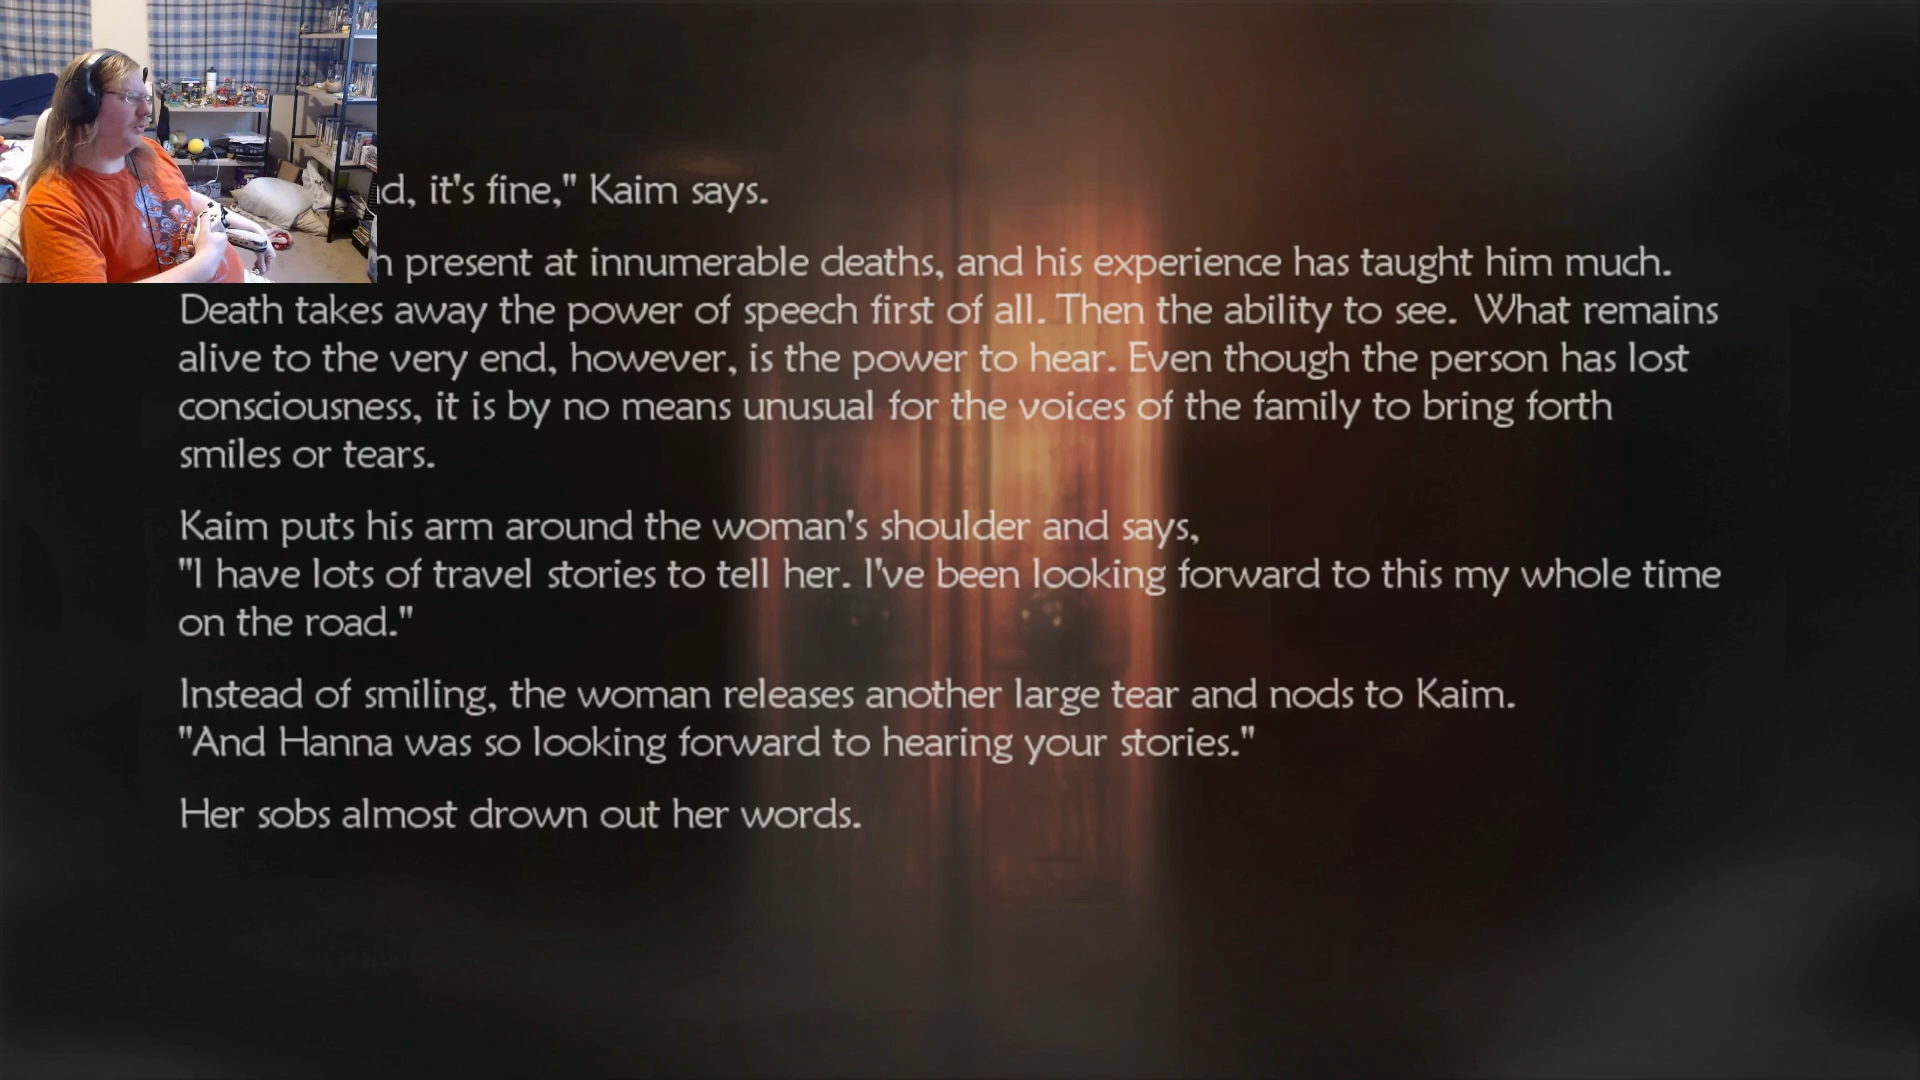 it's fine," Kaim says.
present at innumerable deaths, and his experience has taught him much.
Death takes away the power of speech first of all. Then the ability to see. What remains
alive to the very end, however, is the power to hear. Even though the person has lost
consciousness, it is by no means unusual for the voices of the family to bring forth
smiles or tears.
Kaim puts his arm around the woman's shoulder and says,
"I have lots of travel stories to tell her. I've been looking forward to this my whole time
on the road."
Instead of smiling, the woman releases another large tear and nods to Kaim.
"And Hanna was so looking forward to hearing your stories."
Her sobs almost drown out her words.